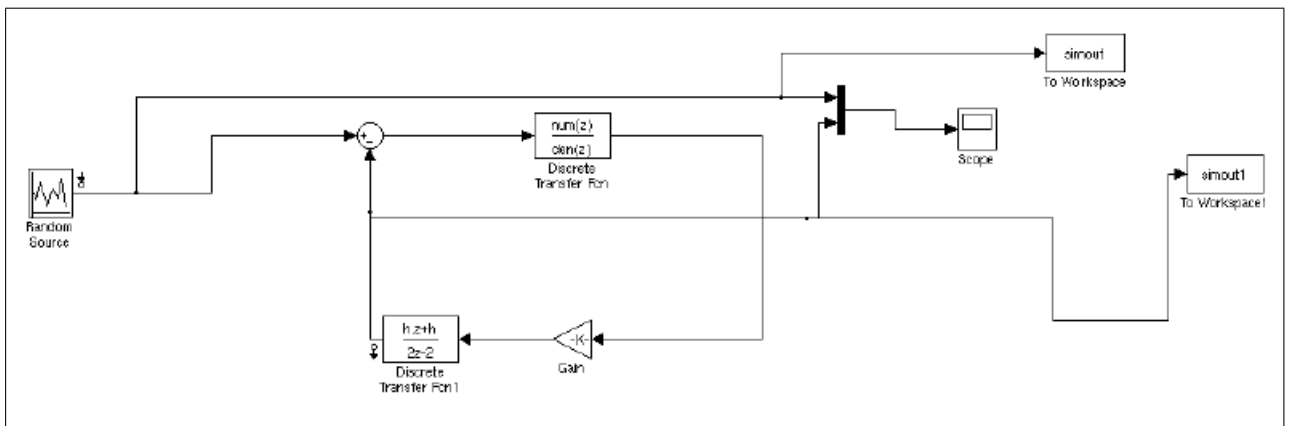 simout
To Workspace
+
-
num(z)
den(z)
Discrete
Transfer Fcn
Scope
simout1
To Workspace1
Random
Source
h.z+h
2z-2
Discrete
Transfer Fcn1
-K-
Gain